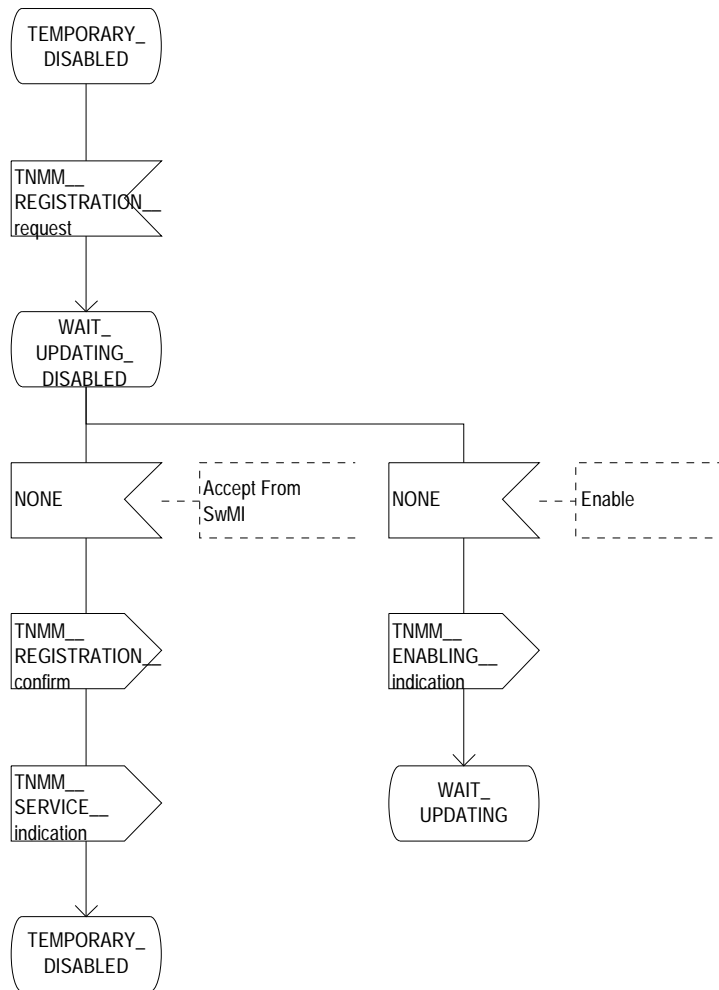 TEMPORARY_
DISABLED
TNMM__
REGISTRATION__
request
WAIT_
UPDATING_
DISABLED
NONE
Accept From
SwMI
NONE
Enable
TNMM__
REGISTRATION__
confirm
TNMM__
ENABLING__
indication
TNMM__
SERVICE__
indication
WAIT_
UPDATING
TEMPORARY_
DISABLED